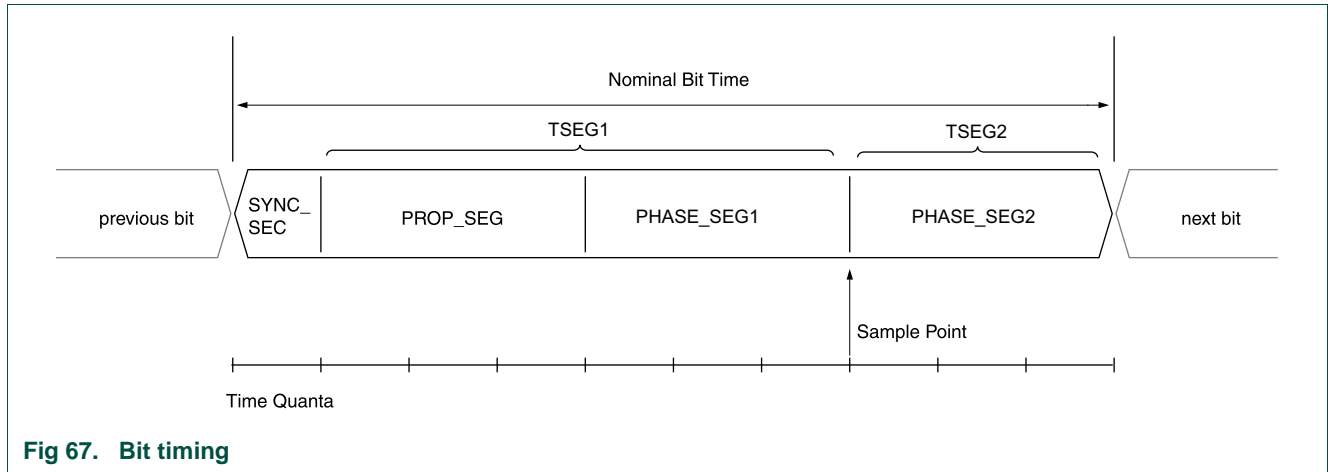 Nominal Bit Time
TSEG1
TSEG2
previous bit
SYNC_
SEC
PROP_SEG
PHASE_SEG1
PHASE_SEG2
next bit
Sample Point
Time Quanta
Fig 67. Bit timing